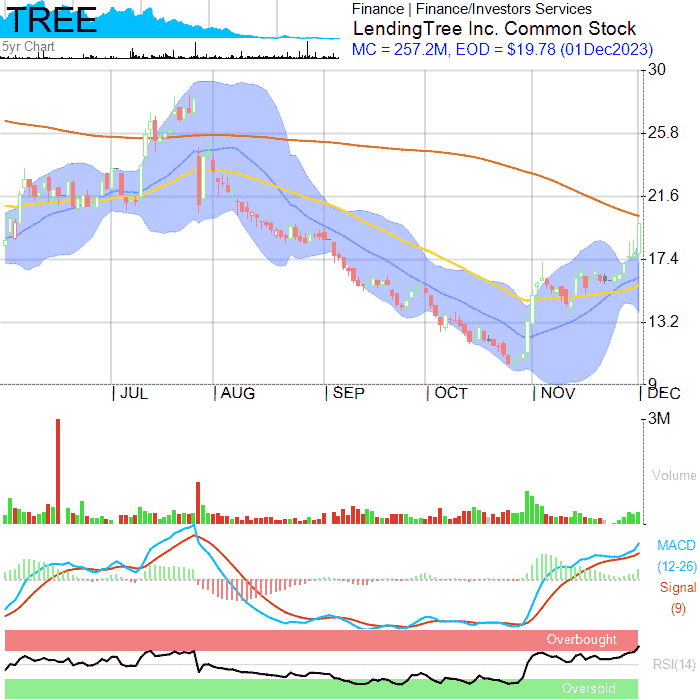 TREE
5yr Chart
Finance | Finance/Investors Services
LendingTree Inc. Common Stock
MC = 257.2M, EOD = $19.78 (01Dec2023)
30
25.8
21.6
17.4
13.2
9
JUL AUG SEP OCT NOV DEC
3M
Volume
MACD
(12-26)
Signal
(9)
Overbought
RSI(14)
Oversold